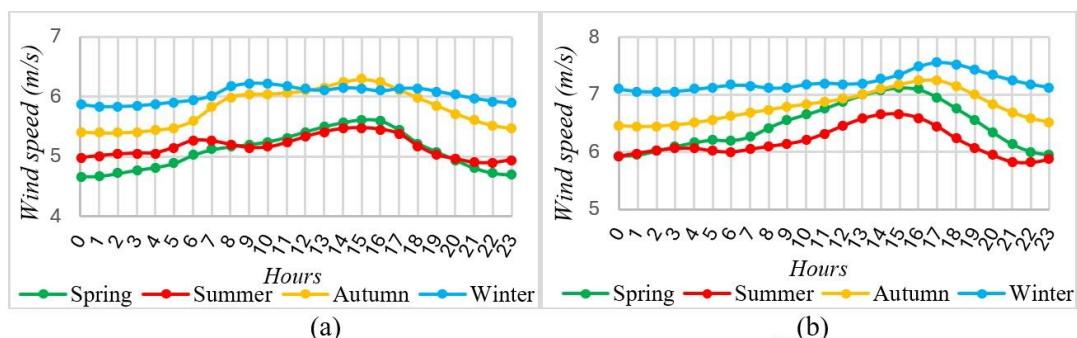 7
6
5
4
Wind speed (m/s)
0 1 2 3 4 5 6 7 8 9 10 11 12 13 14 15 16 17 18 19 20 21 22 23
Hours
Spring Summer Autumn Winter
(a)
8
7
6
5
Wind speed (m/s)
0 1 2 3 4 5 6 7 8 9 10 11 12 13 14 15 16 17 18 19 20 21 22 23
Hours
Spring Summer Autumn Winter
(b)